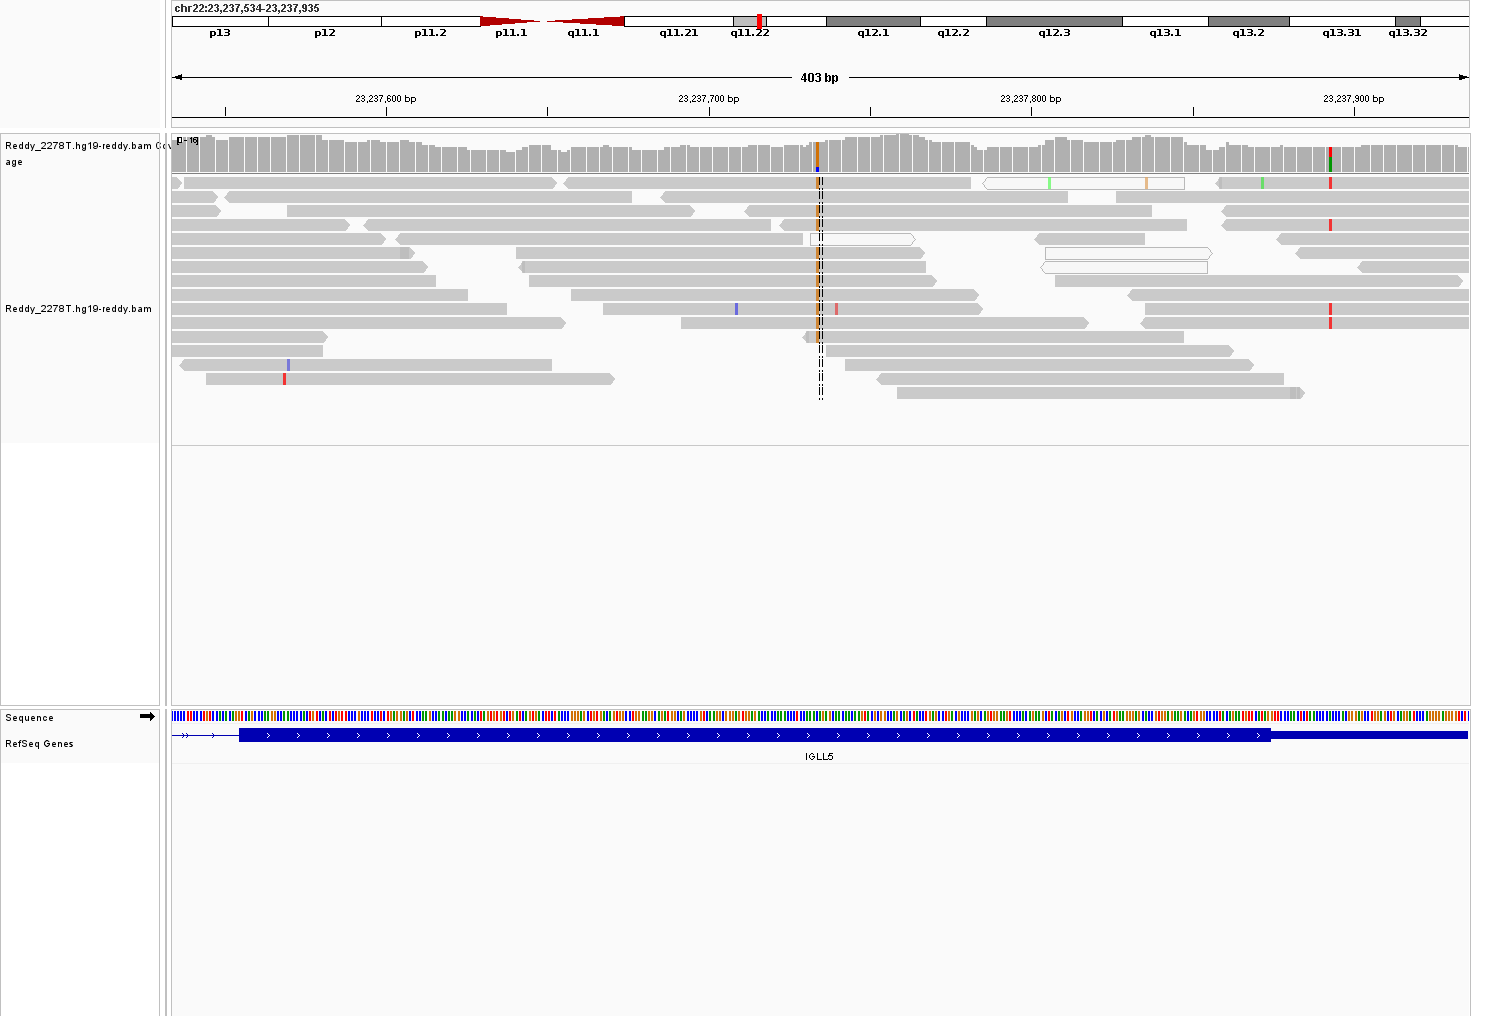 chr22:23,237,534-23,237,935
p13 p12 p11.2 p11.1 q11.1 q11.21 q11.22 q12.1 q12.2 q12.3 q13.1 q13.2 q13.31 q13.32
403 bp
23,237,600 bp 23,237,700 bp 23,237,800 bp 23,237,900 bp
Reddy_2278T.hg19-reddy.bam Cov
age
Reddy_2278T.hg19-reddy.bam
Sequence
RefSeq Genes
IGLL5